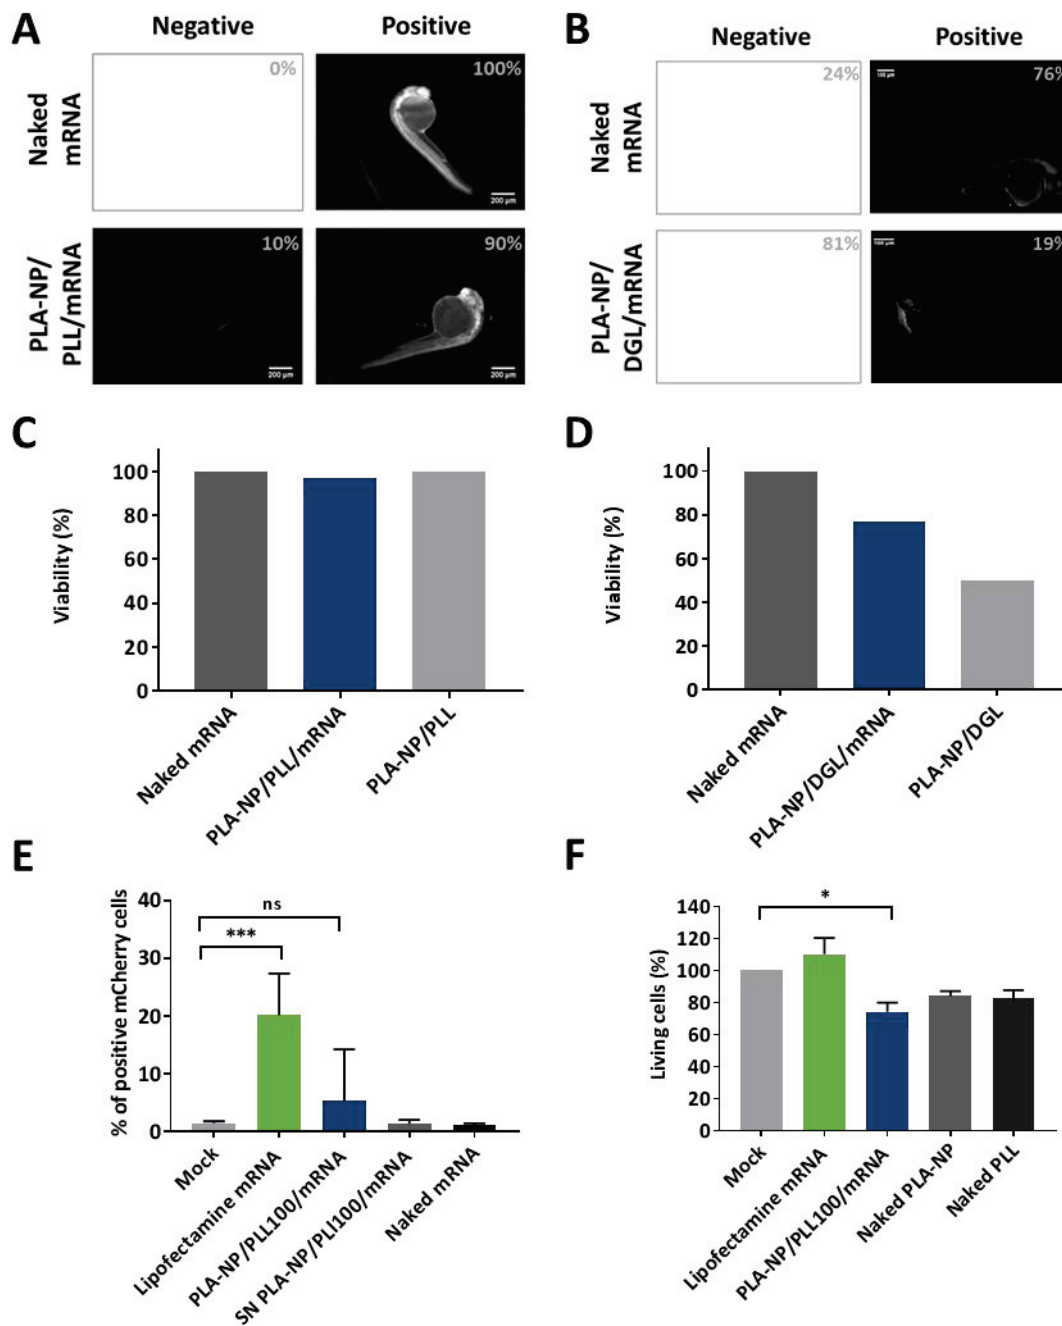 A
Negative
Positive
Naked
mRNA
0%
100%
200 µm
PLA-NP/
PLL/mRNA
10%
200 µm
90%
200 µm
B
Negative
Positive
Naked
mRNA
24%
100 µm
76%
PLA-NP/
DGL/mRNA
81%
100 µm
19%
C
Viability (%)
100
80
60
40
20
0
Naked mRNA
PLA-NP/PLL/mRNA
PLA-NP/PLL
D
Viability (%)
100
80
60
40
20
0
Naked mRNA
PLA-NP/DGL/mRNA
PLA-NP/DGL
E
% of positive mCherry cells
40
30
20
10
0
ns
***
Mock
Lipofectamine mRNA
PLA-NP/PLL100/mRNA
SN PLA-NP/PLl100/mRNA
Naked mRNA
F
Living cells (%)
140
120
100
80
60
40
20
0
*
Mock
Lipofectamine mRNA
PLA-NP/PLL100/mRNA
Naked PLA-NP
Naked PLL